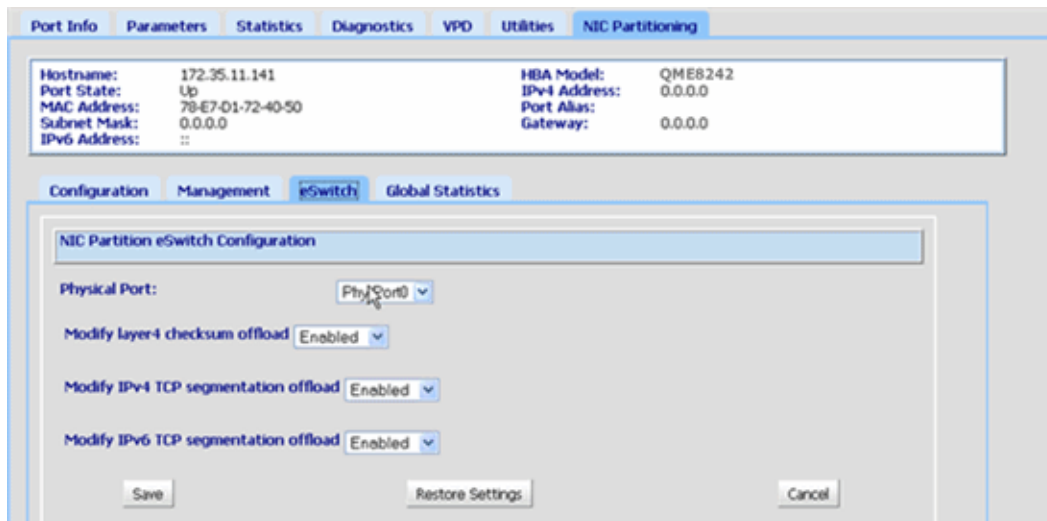 Port Info Parameters Statistics Diagnostics VPD Utilities NIC Partitioning
Hostname: 172.35.11.141 HBA Model: QME8242
Port State: Up IPv4 Address: 0.0.0.0
MAC Address: 78-E7-D1-72-40-50 Port Alias:
Subnet Mask: 0.0.0.0 Gateway: 0.0.0.0
IPv6 Address: ::
Configuration Management eSwitch Global Statistics
NIC Partition eSwitch Configuration
Physical Port: PhyPort0
Modify layer4 checksum offload Enabled
Modify IPv4 TCP segmentation offload Enabled
Modify IPv6 TCP segmentation offload Enabled
Save Restore Settings Cancel